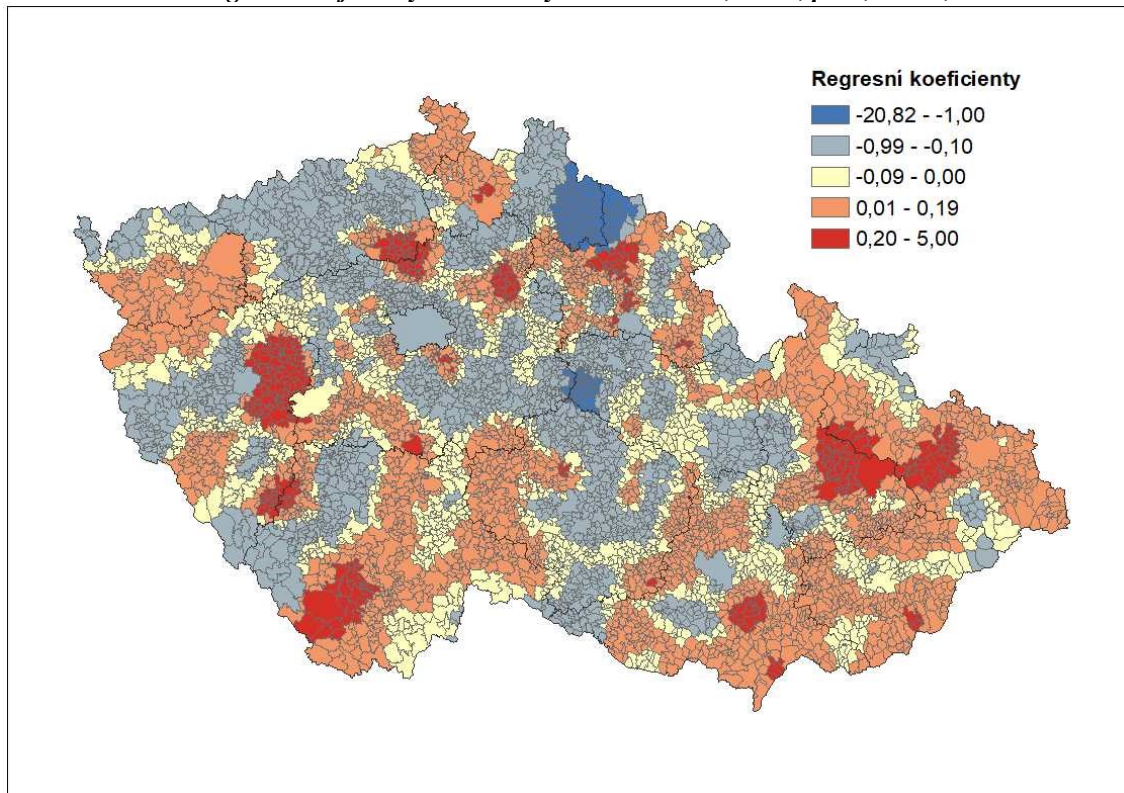 Regresní koeficienty
-20,82 - -1,00
-0,99 - -0,10
-0,09 - 0,00
0,01 - 0,19
0,20 - 5,00